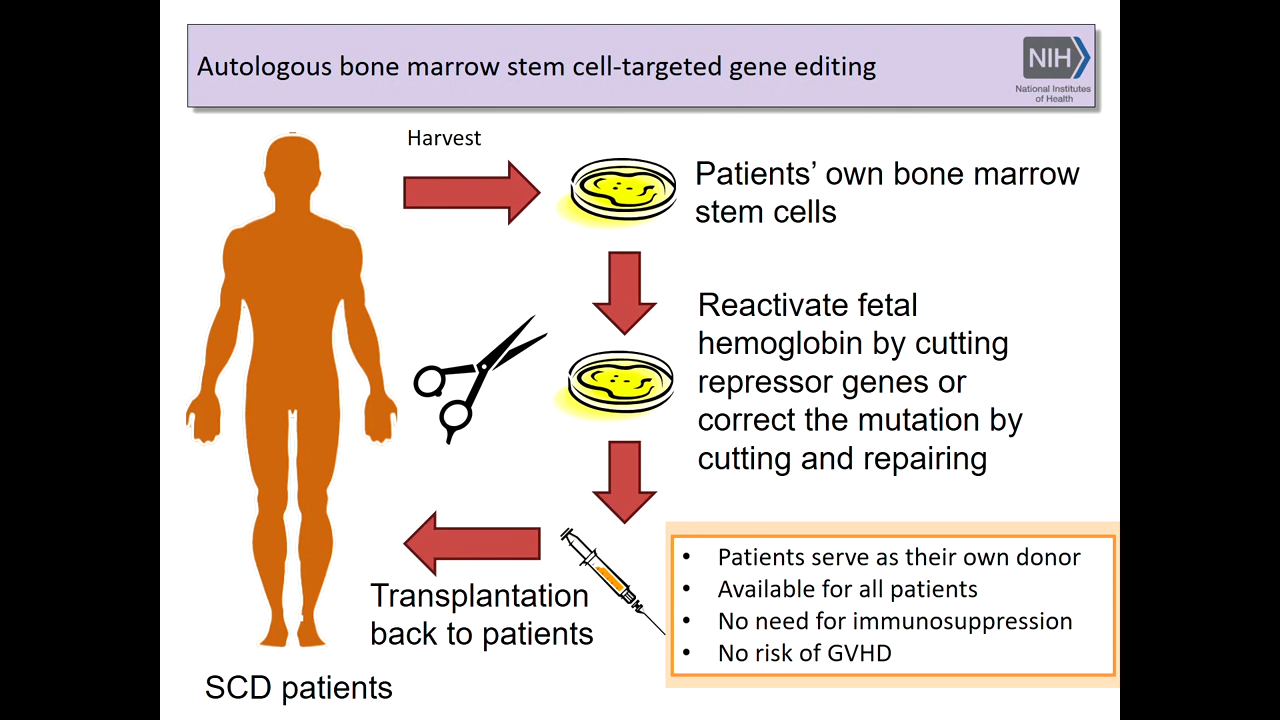 Autologous bone marrow stem cell-targeted gene editing
NIH
National Institutes
of Health
Harvest
Patients’ own bone marrow
stem cells
Reactivate fetal
hemoglobin by cutting
repressor genes or
correct the mutation by
cutting and repairing
Transplantation
back to patients
• Patients serve as their own donor
• Available for all patients
• No need for immunosuppression
• No risk of GVHD
SCD patients